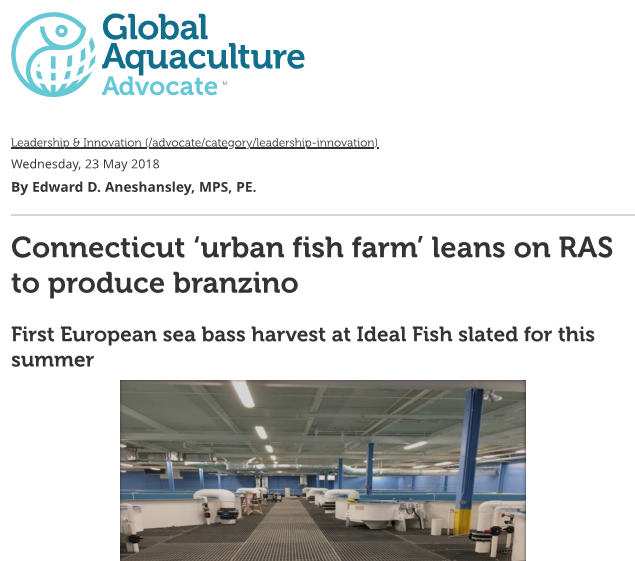 Global
Aquaculture
Advocate
Leadership & Innovation (/advocate/category/leadership-innovation)
Wednesday, 23 May 2018
By Edward D. Aneshansley, MPS, PE.
Connecticut ‘urban fish farm’ leans on RAS
to produce branzino
First European sea bass harvest at Ideal Fish slated for this
summer